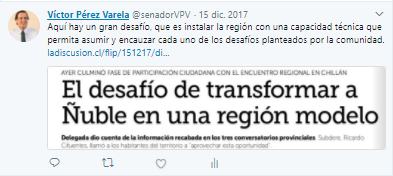 Víctor Pérez Varela @senadorVPV · 15 dic. 2017
Aquí hay un gran desafío, que es instalar la región con una capacidad técnica que
permita asumir y encauzar cada uno de los desafíos planteados por la comunidad.
ladiscusion.cl/flip/151217/di...
AYER CULMINÓ FASE DE PARTICIPACIÓN CIUDADANA CON EL ENCUENTRO REGIONAL EN CHILLÁN
El desafío de transformar a
Ñuble en una región modelo
Delegada dio cuenta de la información recabada en los tres conversatorios provinciales. Subdere, Ricardo
Cifuentes, llamó a los habitantes del territorio a "aprovechar esta oportunidad".